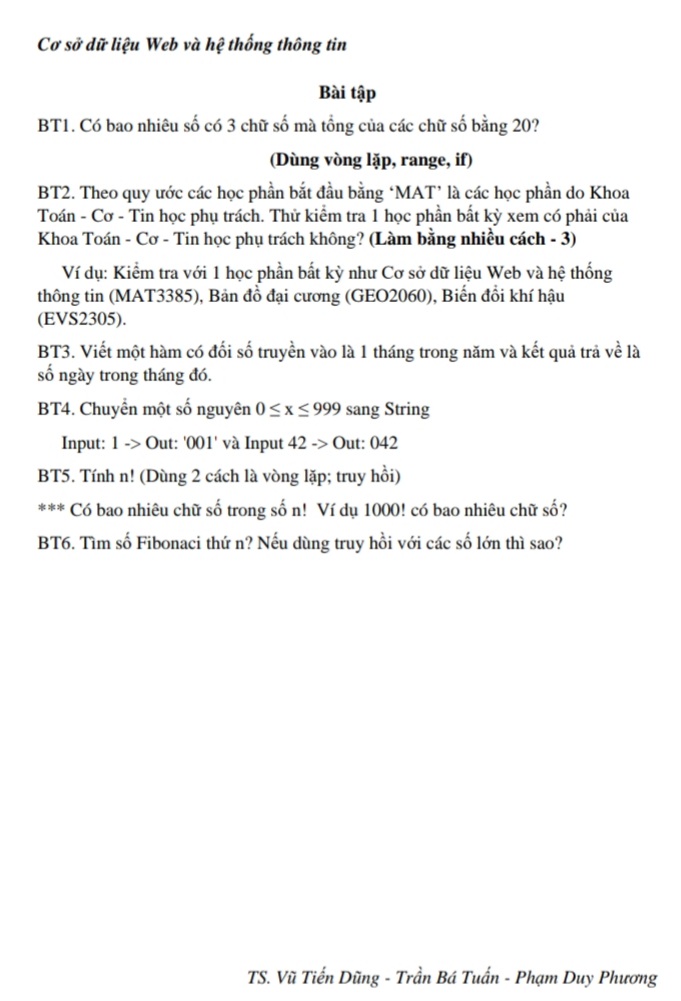 Cơ sở dữ liệu Web và hệ thống thông tin
Bài tập
BT1. Có bao nhiêu số có 3 chữ số mà tổng của các chữ số bằng 20?
(Dùng vòng lặp, range, if)
BT2. Theo quy ước các học phần bắt đầu bằng ‘MAT’ là các học phần do Khoa
Toán - Cơ - Tin học phụ trách. Thử kiểm tra 1 học phần bất kỳ xem có phải của
Khoa Toán - Cơ - Tin học phụ trách không? (Làm bằng nhiều cách - 3)
Ví dụ: Kiểm tra với 1 học phần bất kỳ như Cơ sở dữ liệu Web và hệ thống
thông tin (MAT3385), Bản đồ đại cương (GEO2060), Biến đổi khí hậu
(EVS2305).
BT3. Viết một hàm có đối số truyền vào là 1 tháng trong năm và kết quả trả về là
số ngày trong tháng đó.
BT4. Chuyển một số nguyên 0 ≤ x ≤ 999 sang String
Input: 1 -> Out: '001' và Input 42 -> Out: 042
BT5. Tính n! (Dùng 2 cách là vòng lặp; truy hồi)
*** Có bao nhiêu chữ số trong số n! Ví dụ 1000! có bao nhiêu chữ số?
BT6. Tìm số Fibonaci thứ n? Nếu dùng truy hồi với các số lớn thì sao?
TS. Vũ Tiến Dũng - Trần Bá Tuấn - Phạm Duy Phương